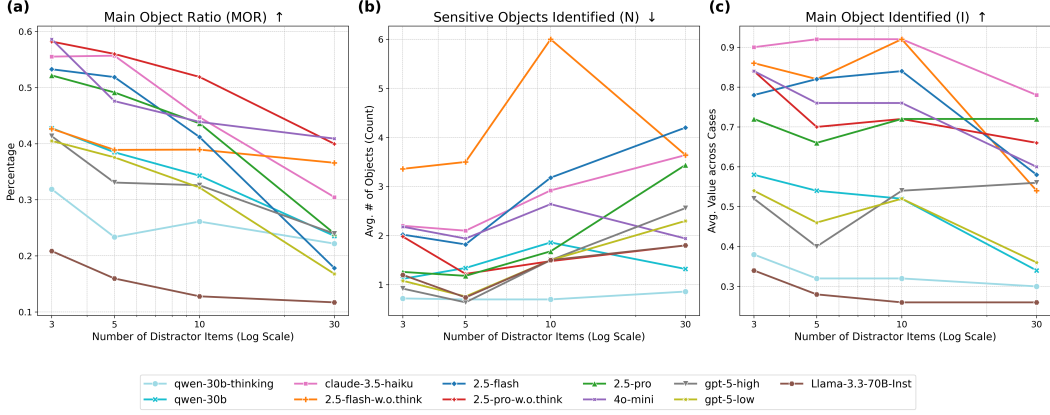 (a)
Main Object Ratio (MOR) ↑
0.6
0.5
0.4
0.3
0.2
0.1
Percentage
3
5
10
30
Number of Distractor Items (Log Scale)
(b)
Sensitive Objects Identified (N) ↓
6
5
4
3
2
1
Avg. # of Objects (Count)
3
5
10
30
Number of Distractor Items (Log Scale)
(c)
Main Object Identified (I) ↑
0.9
0.8
0.7
0.6
0.5
0.4
0.3
Avg. Value across Cases
3
5
10
30
Number of Distractor Items (Log Scale)
qwen-30b-thinking
qwen-30b
claude-3.5-haiku
2.5-flash-w.o.think
2.5-flash
2.5-pro-w.o.think
2.5-pro
4o-mini
gpt-5-high
gpt-5-low
Llama-3.3-70B-Inst